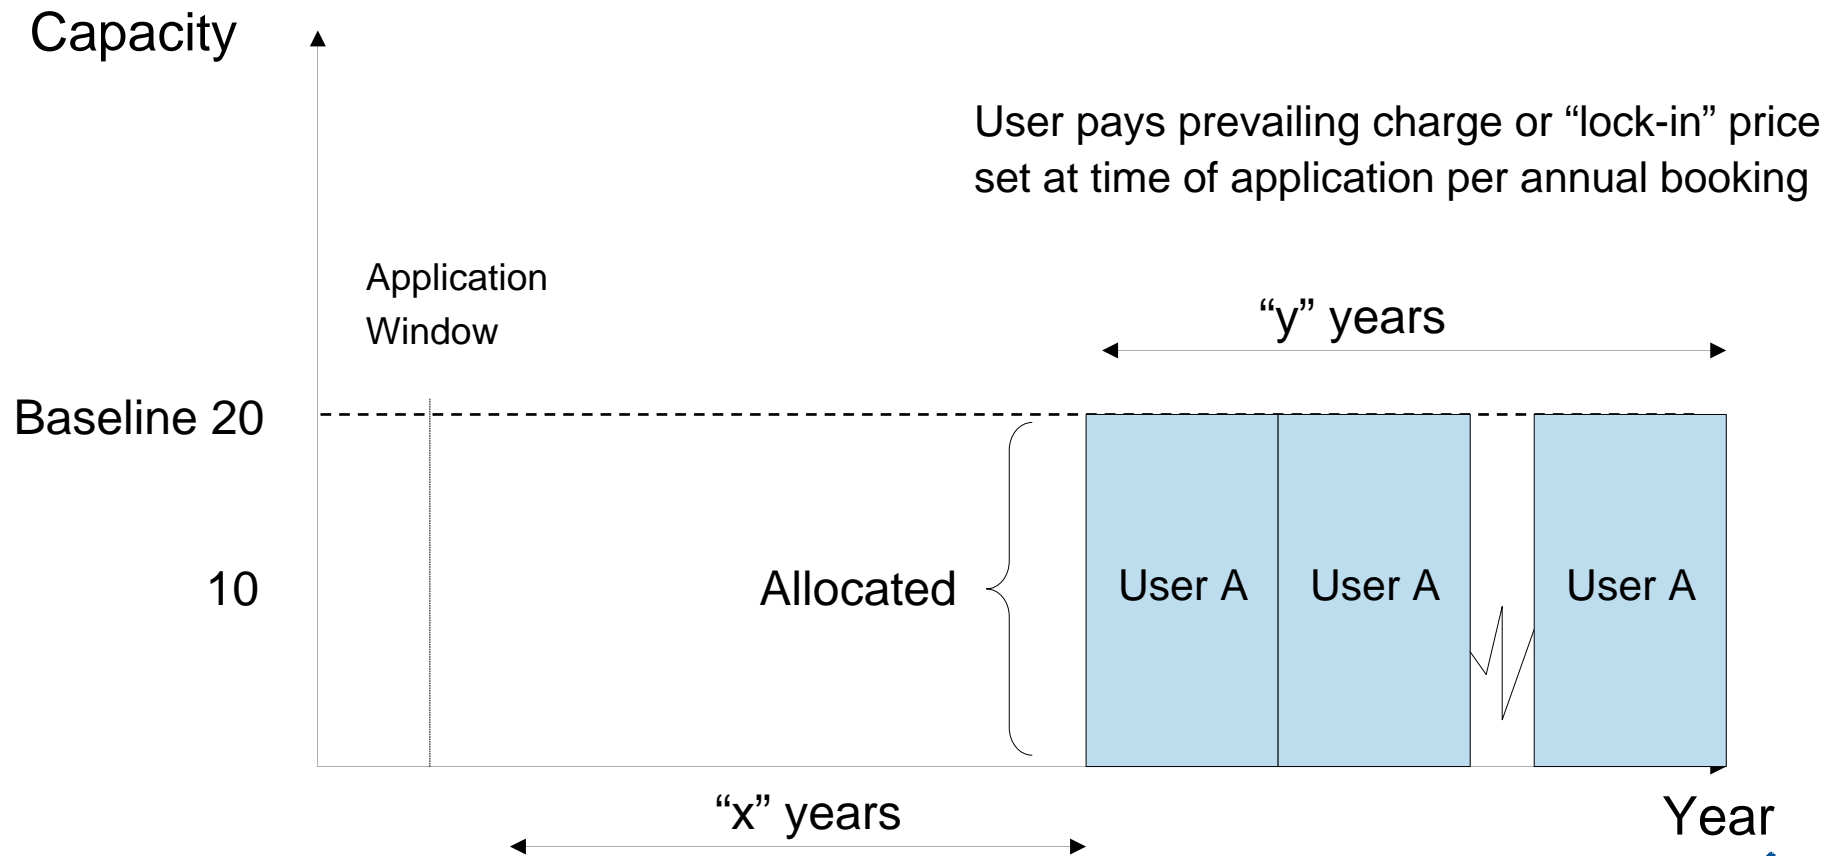 Capacity
User pays prevailing charge or “lock-in” price
set at time of application per annual booking
Application
Window
“y” years
Baseline 20
10
Allocated
User A
User A
User A
“x” years
Year